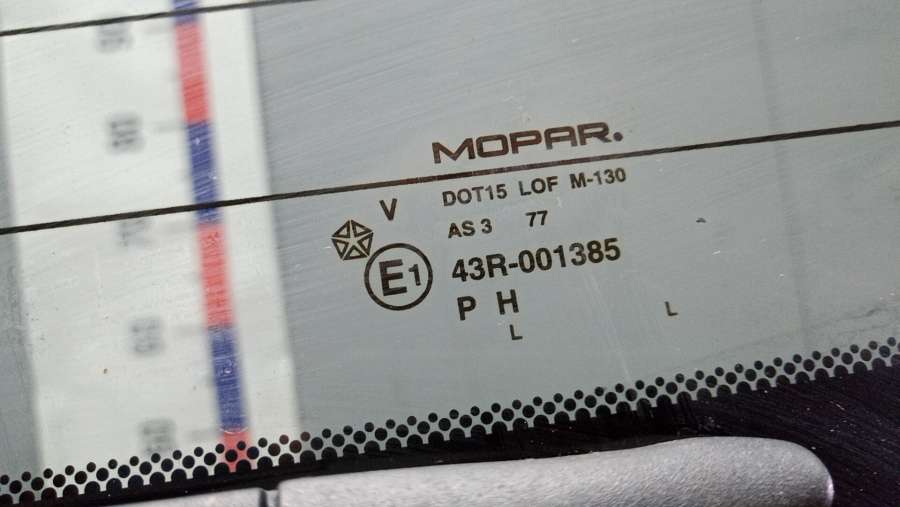 MOPAR.
DOT15 LOF M-130
V
AS 3 77
E1 43R-001385
P H
L L